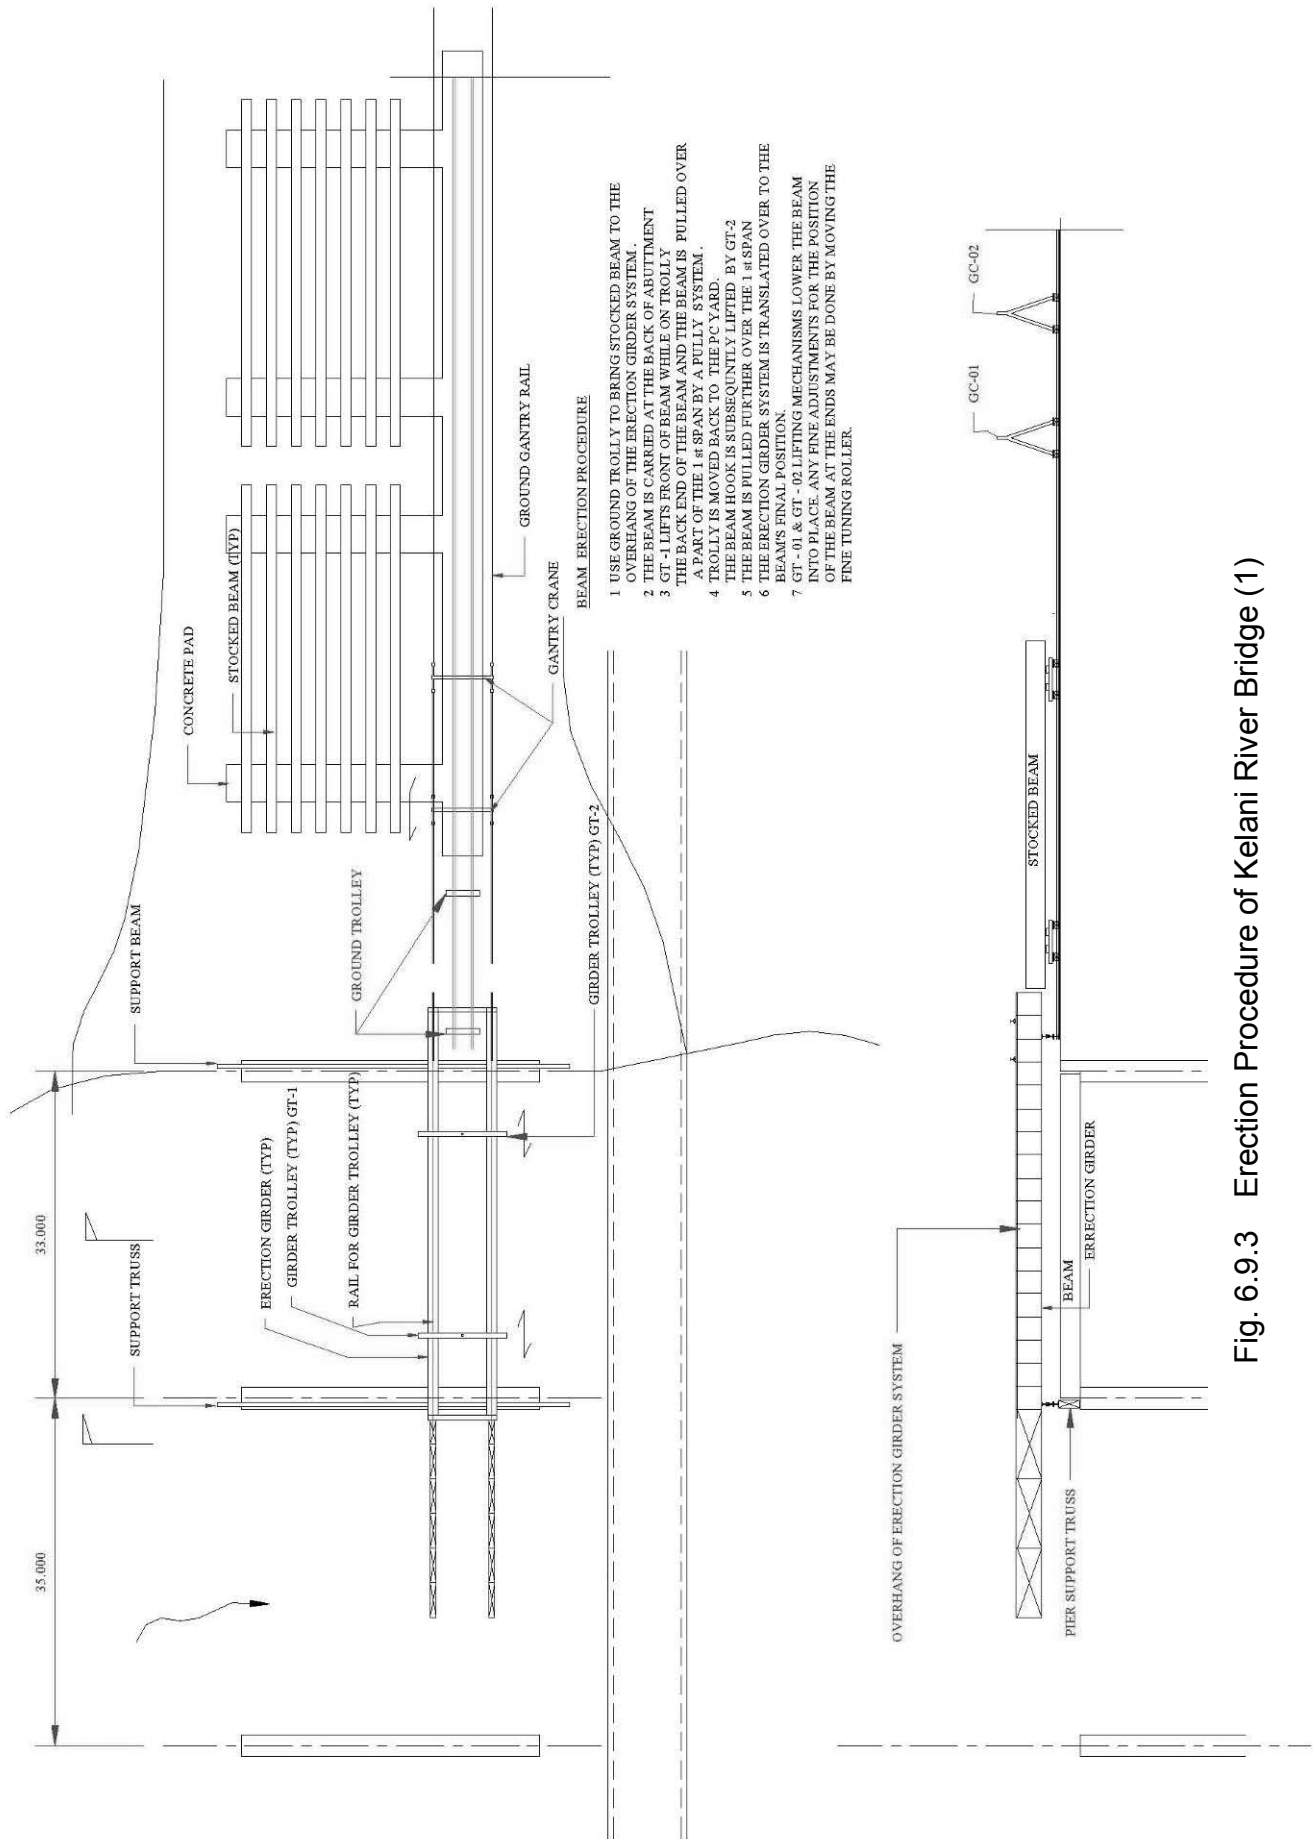 35.000
33.000
SUPPORT TRUSS
SUPPORT BEAM
CONCRETE PAD
STOCKED BEAM (TYP)
ERECTION GIRDER (TYP)
GIRDER TROLLEY (TYP) GT-1
RAIL FOR GIRDER TROLLEY (TYP)
GROUND TROLLEY
GROUND GANTRY RAIL
GANTRY CRANE
GIRDER TROLLEY (TYP) GT-2
BEAM ERECTION PROCEDURE
1 USE GROUND TROLLY TO BRING STOCKED BEAM TO THE
OVERHANG OF THE ERECTION GIRDER SYSTEM .
2 THE BEAM IS CARRIED AT THE BACK OF ABUTTMENT
3 GT -1 LIFTS FRONT OF BEAM WHILE ON TROLLY
THE BACK END OF THE BEAM AND THE BEAM IS PULLED OVER
A PART OF THE 1 st SPAN BY A PULLY SYSTEM .
4 TROLLY IS MOVED BACK TO THE PC YARD.
THE BEAM HOOK IS SUBSEQUNTLY LIFTED BY GT-2
5 THE BEAM IS PULLED FURTHER OVER THE 1 st SPAN
6 THE ERECTION GIRDER SYSTEM IS TRANSLATED OVER TO THE
BEAM'S FINAL POSITION.
7 GT - 01 & GT - 02 LIFTING MECHANISMS LOWER THE BEAM
INTO PLACE. ANY FINE ADJUSTMENTS FOR THE POSITION
OF THE BEAM AT THE ENDS MAY BE DONE BY MOVING THE
FINE TUNING ROLLER.
OVERHANG OF ERECTION GIRDER SYSTEM
PIER SUPPORT TRUSS
BEAM
ERRECTION GIRDER
STOCKED BEAM
GC-01
GC-02
Fig. 6.9.3 Erection Procedure of Kelani River Bridge (1)